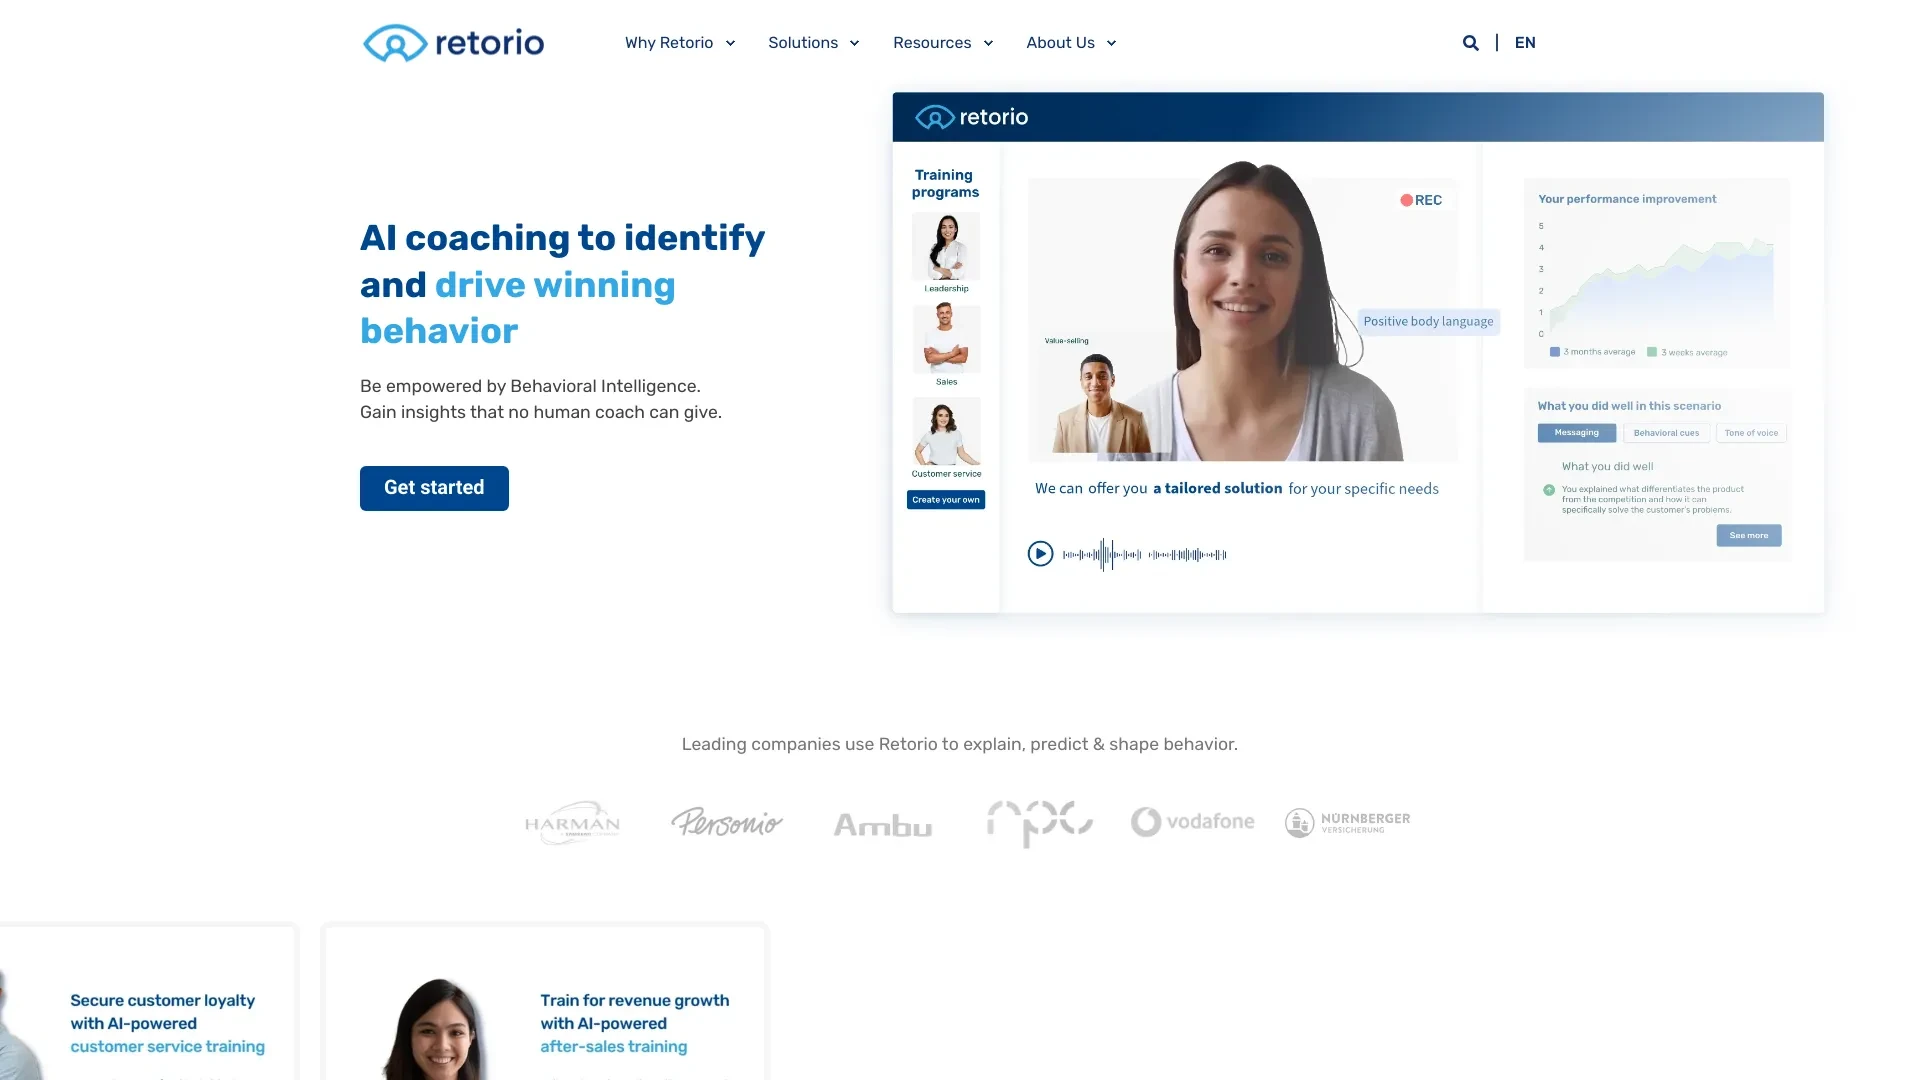 retorio
Why Retorio
Solutions
Resources
About Us
EN
AI coaching to identify
and drive winning
behavior
Be empowered by Behavioral Intelligence.
Gain insights that no human coach can give.
Get started
retorio
Training
programs
Leadership
Sales
Customer service
Create your own
REC
Positive body language
Value-selling
We can offer you a tailored solution for your specific needs
Your performance improvement
5
4
3
2
1
0
3 months average
3 weeks average
What you did well in this scenario
Messaging
Behavioral cues
Tone of voice
What you did well
You explained what differentiates the product
from the competition and how it can
specifically solve the customer's problems.
See more
Leading companies use Retorio to explain, predict & shape behavior.
HARMAN
Personio
Ambu
npc
vodafone
NÜRNBERGER
VERSICHERUNG
Secure customer loyalty
with AI-powered
customer service training
Train for revenue growth
with AI-powered
after-sales training